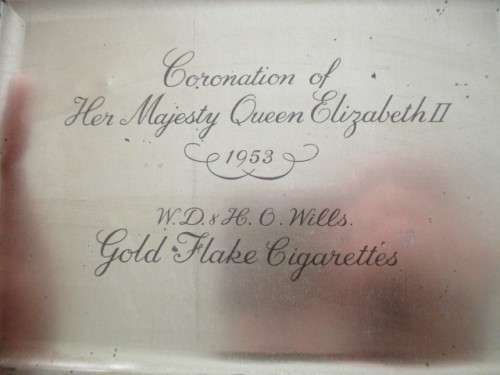 Coronation of
Her Majesty Queen Elizabeth II
1953
W. D. & H. O. Wills.
Gold Flake Cigarettes